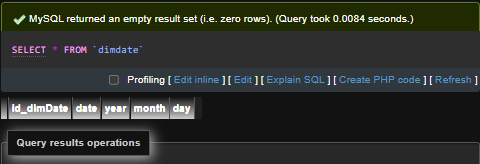 MySQL returned an empty result set (i.e. zero rows). (Query took 0.0084 seconds.)
SELECT * FROM `dimdate`
Profiling [ Edit inline ] [ Edit ] [ Explain SQL ] [ Create PHP code ] [ Refresh ]
id_dimDate date year month day
Query results operations